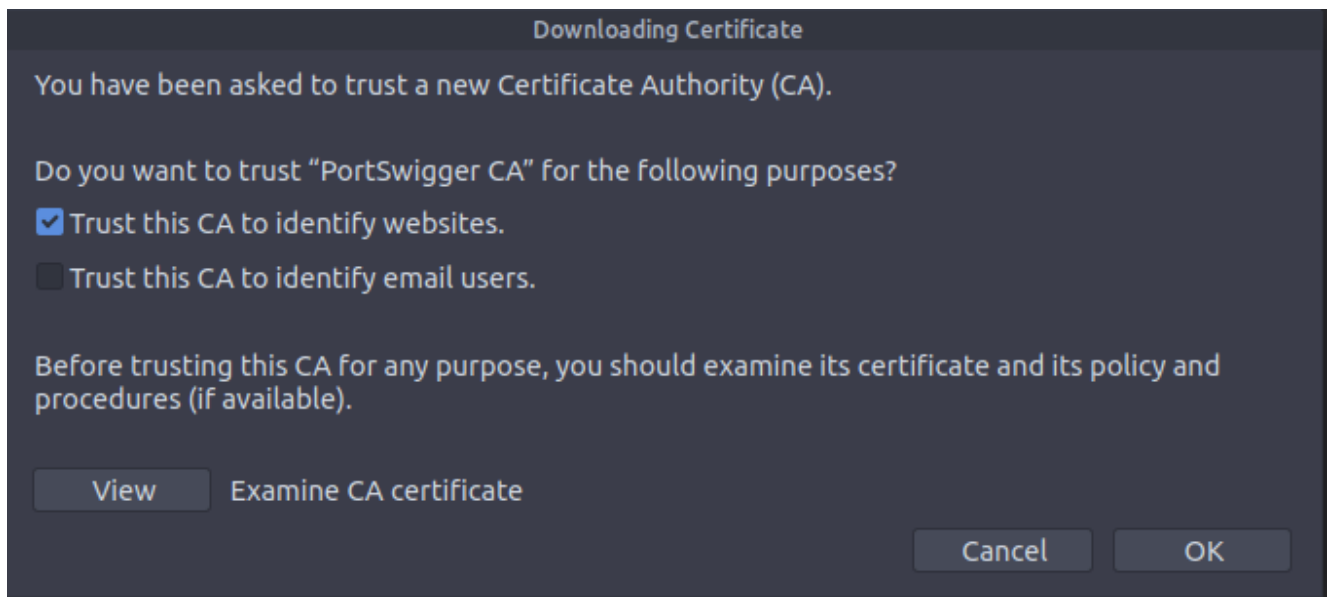 Downloading Certificate
You have been asked to trust a new Certificate Authority (CA).
Do you want to trust “PortSwigger CA” for the following purposes?
Trust this CA to identify websites.
Trust this CA to identify email users.
Before trusting this CA for any purpose, you should examine its certificate and its policy and
procedures (if available).
View Examine CA certificate
Cancel OK